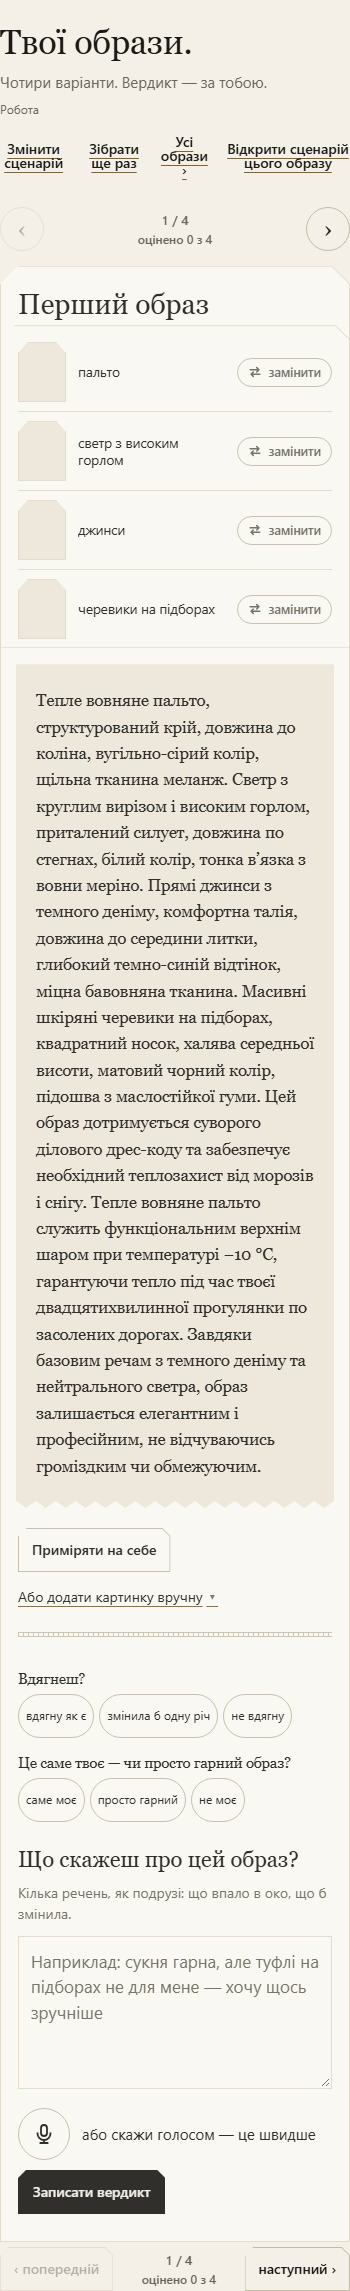 Твої образи.
Чотири варіанти. Вердикт — за тобою.
Робота
Змінити сценарій
Зібрати ще раз
Усі образи ›
Відкрити сценарій цього образу
‹
1 / 4
оцінено 0 з 4
›
Перший образ
пальто
⇄ замінити
светр з високим
горлом
⇄ замінити
джинси
⇄ замінити
черевики на підборах
⇄ замінити
Тепле вовняне пальто,
структурований крій, довжина до
коліна, вугільно-сірий колір,
щільна тканина меланж. Светр з
круглим вирізом і високим горлом,
приталений силует, довжина по
стегнах, білий колір, тонка в’язка з
вовни меріно. Прямі джинси з
темного деніму, комфортна талія,
довжина до середини литки,
глибокий темно-синій відтінок,
міцна бавовняна тканина. Масивні
шкіряні черевики на підборах,
квадратний носок, халява середньої
висоти, матовий чорний колір,
підошва з маслостійкої гуми. Цей
образ дотримується суворого
ділового дрес-коду та забезпечує
необхідний теплозахист від морозів
і снігу. Тепле вовняне пальто
служить функціональним верхнім
шаром при температурі −10 °C,
гарантуючи тепло під час твоєї
двадцятихвилинної прогулянки по
засолених дорогах. Завдяки
базовим речам з темного деніму та
нейтрального светра, образ
залишається елегантним і
професійним, не відчуваючись
громіздким чи обмежуючим.
Приміряти на себе
Або додати картинку вручну ▾
Вдягнеш?
вдягну як є
змінила б одну річ
не вдягну
Це саме твоє — чи просто гарний образ?
саме моє
просто гарний
не моє
Що скажеш про цей образ?
Кілька речень, як подрузі: що впало в око, що б
змінила.
Наприклад: сукня гарна, але туфлі на
підборах не для мене — хочу щось
зручніше
або скажи голосом — це швидше
Записати вердикт
‹ попередній
1 / 4
оцінено 0 з 4
наступний ›